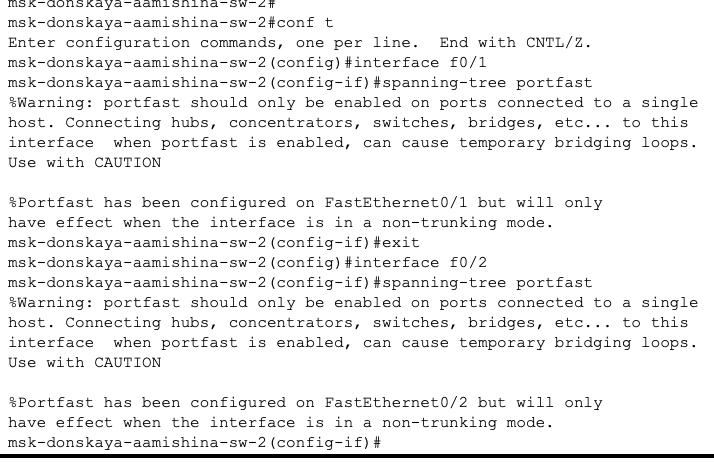 msk-donskaya-aamishina-sw-2#
msk-donskaya-aamishina-sw-2#conf t
Enter configuration commands, one per line.  End with CNTL/Z.
msk-donskaya-aamishina-sw-2(config)#interface f0/1
msk-donskaya-aamishina-sw-2(config-if)#spanning-tree portfast
%Warning: portfast should only be enabled on ports connected to a single
host. Connecting hubs, concentrators, switches, bridges, etc... to this
interface  when portfast is enabled, can cause temporary bridging loops.
Use with CAUTION

%Portfast has been configured on FastEthernet0/1 but will only
have effect when the interface is in a non-trunking mode.
msk-donskaya-aamishina-sw-2(config-if)#exit
msk-donskaya-aamishina-sw-2(config)#interface f0/2
msk-donskaya-aamishina-sw-2(config-if)#spanning-tree portfast
%Warning: portfast should only be enabled on ports connected to a single
host. Connecting hubs, concentrators, switches, bridges, etc... to this
interface  when portfast is enabled, can cause temporary bridging loops.
Use with CAUTION

%Portfast has been configured on FastEthernet0/2 but will only
have effect when the interface is in a non-trunking mode.
msk-donskaya-aamishina-sw-2(config-if)#